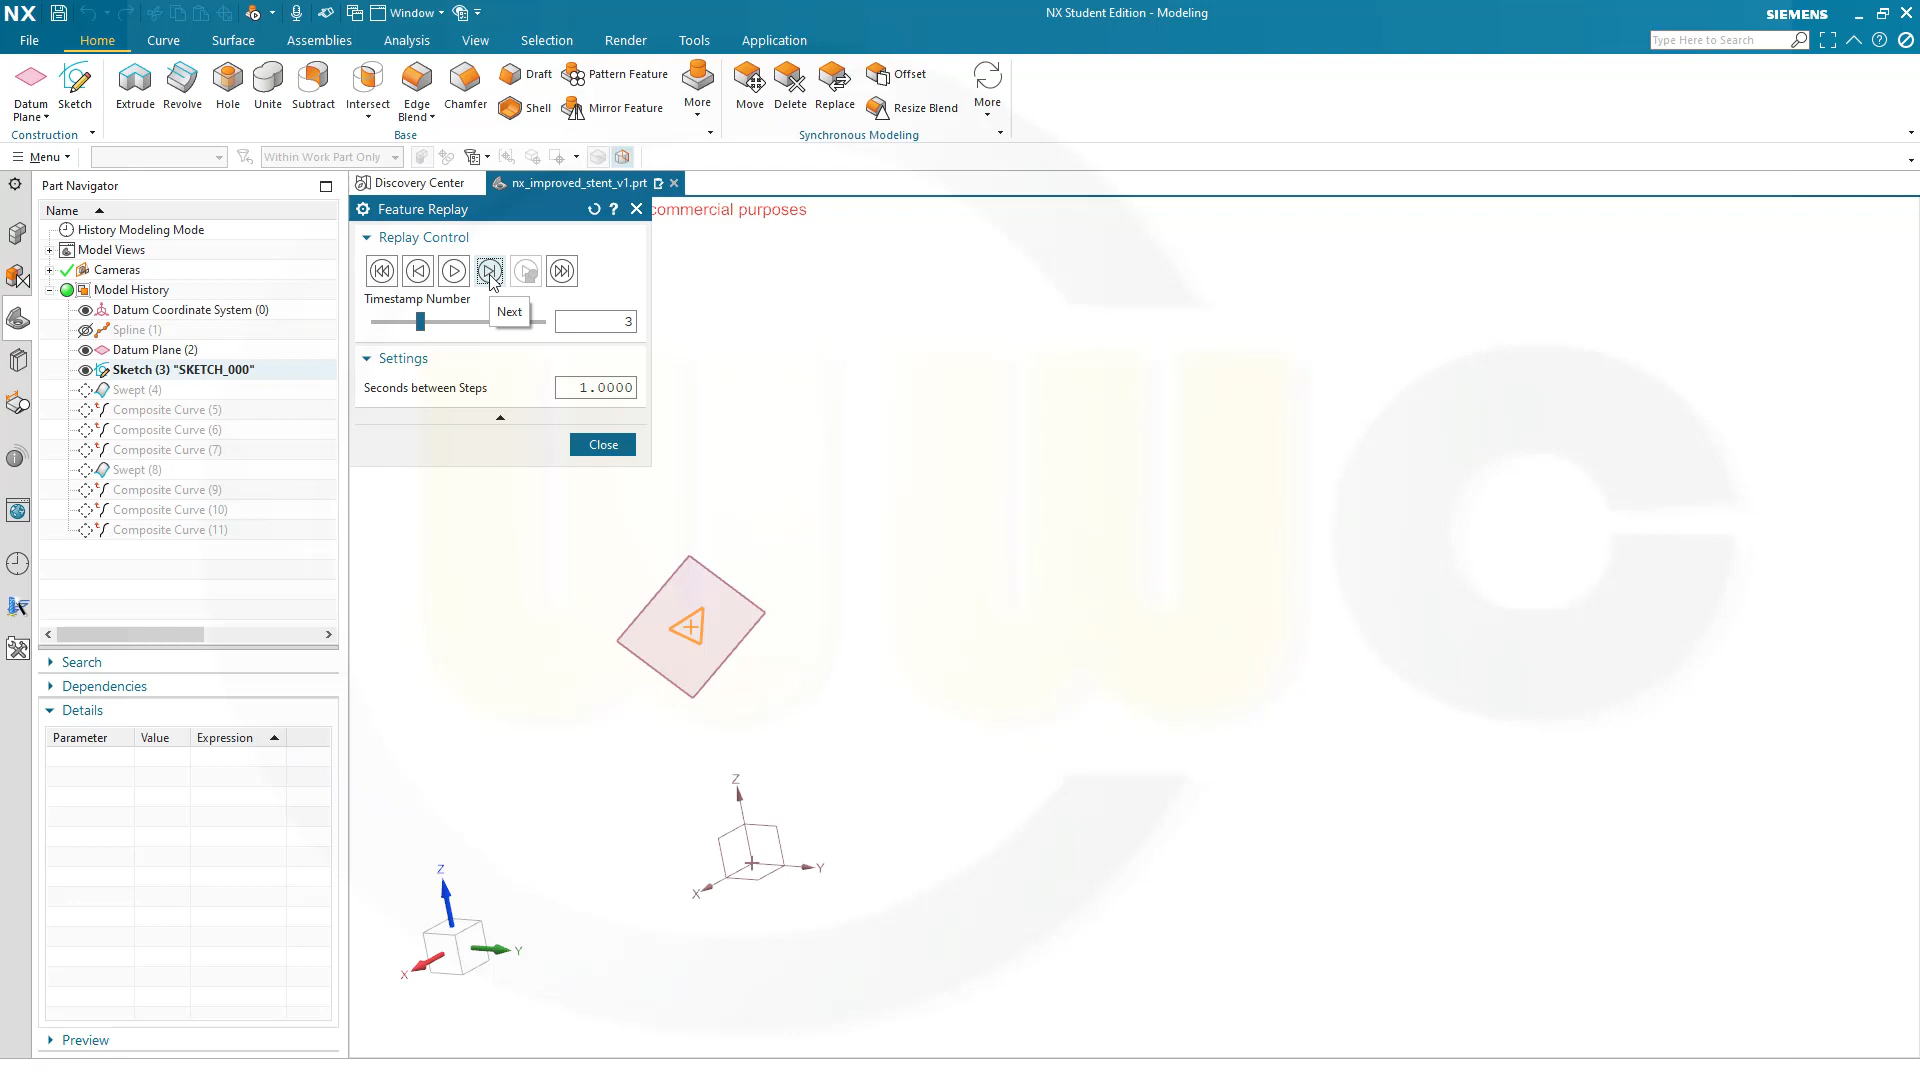 NX Window NX Student Edition - Modeling SIEMENS
File Home Curve Surface Assemblies Analysis View Selection Render Tools Application Type Here to Search
Datum Plane Sketch Extrude Revolve Hole Unite Subtract Intersect Edge Blend Chamfer Draft Shell Pattern Feature Mirror Feature More Move Delete Replace Offset Resize Blend More
Construction Base Synchronous Modeling
Menu Within Work Part Only
Part Navigator Discovery Center nx_improved_stent_v1.prt
Name
History Modeling Mode
Model Views
Cameras
Model History
Datum Coordinate System (0)
Spline (1)
Datum Plane (2)
Sketch (3) "SKETCH_000"
Swept (4)
Composite Curve (5)
Composite Curve (6)
Composite Curve (7)
Swept (8)
Composite Curve (9)
Composite Curve (10)
Composite Curve (11)
Search
Dependencies
Details
Parameter Value Expression
Preview
Feature Replay commercial purposes
Replay Control
Timestamp Number
Next
3
Settings
Seconds between Steps 1.0000
Close
Z
Y
X
Z
Y
X
uwc